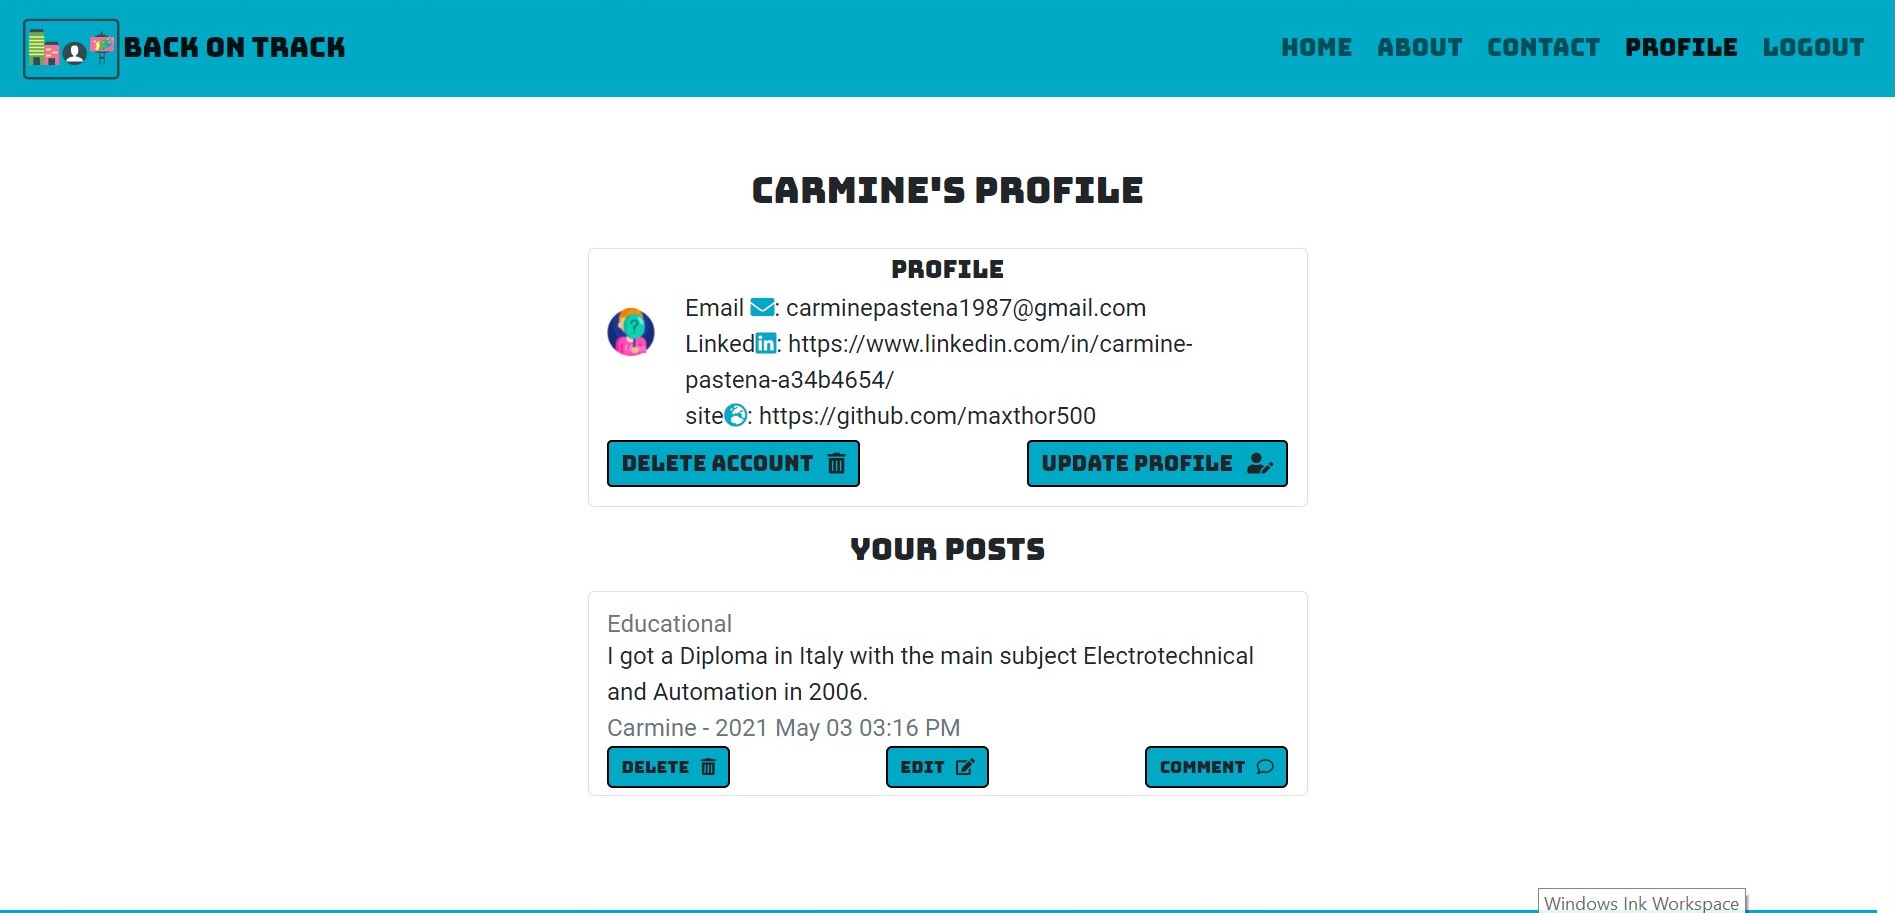 BACK ON TRACK
HOME ABOUT CONTACT PROFILE LOGOUT
CARMINE'S PROFILE
PROFILE
Email : carminepastena1987@gmail.com
Linkedin: https://www.linkedin.com/in/carmine-
pastena-a34b4654/
site: https://github.com/maxthor500
DELETE ACCOUNT UPDATE PROFILE
YOUR POSTS
Educational
I got a Diploma in Italy with the main subject Electrotechnical
and Automation in 2006.
Carmine - 2021 May 03 03:16 PM
DELETE EDIT COMMENT
Windows Ink Workspace